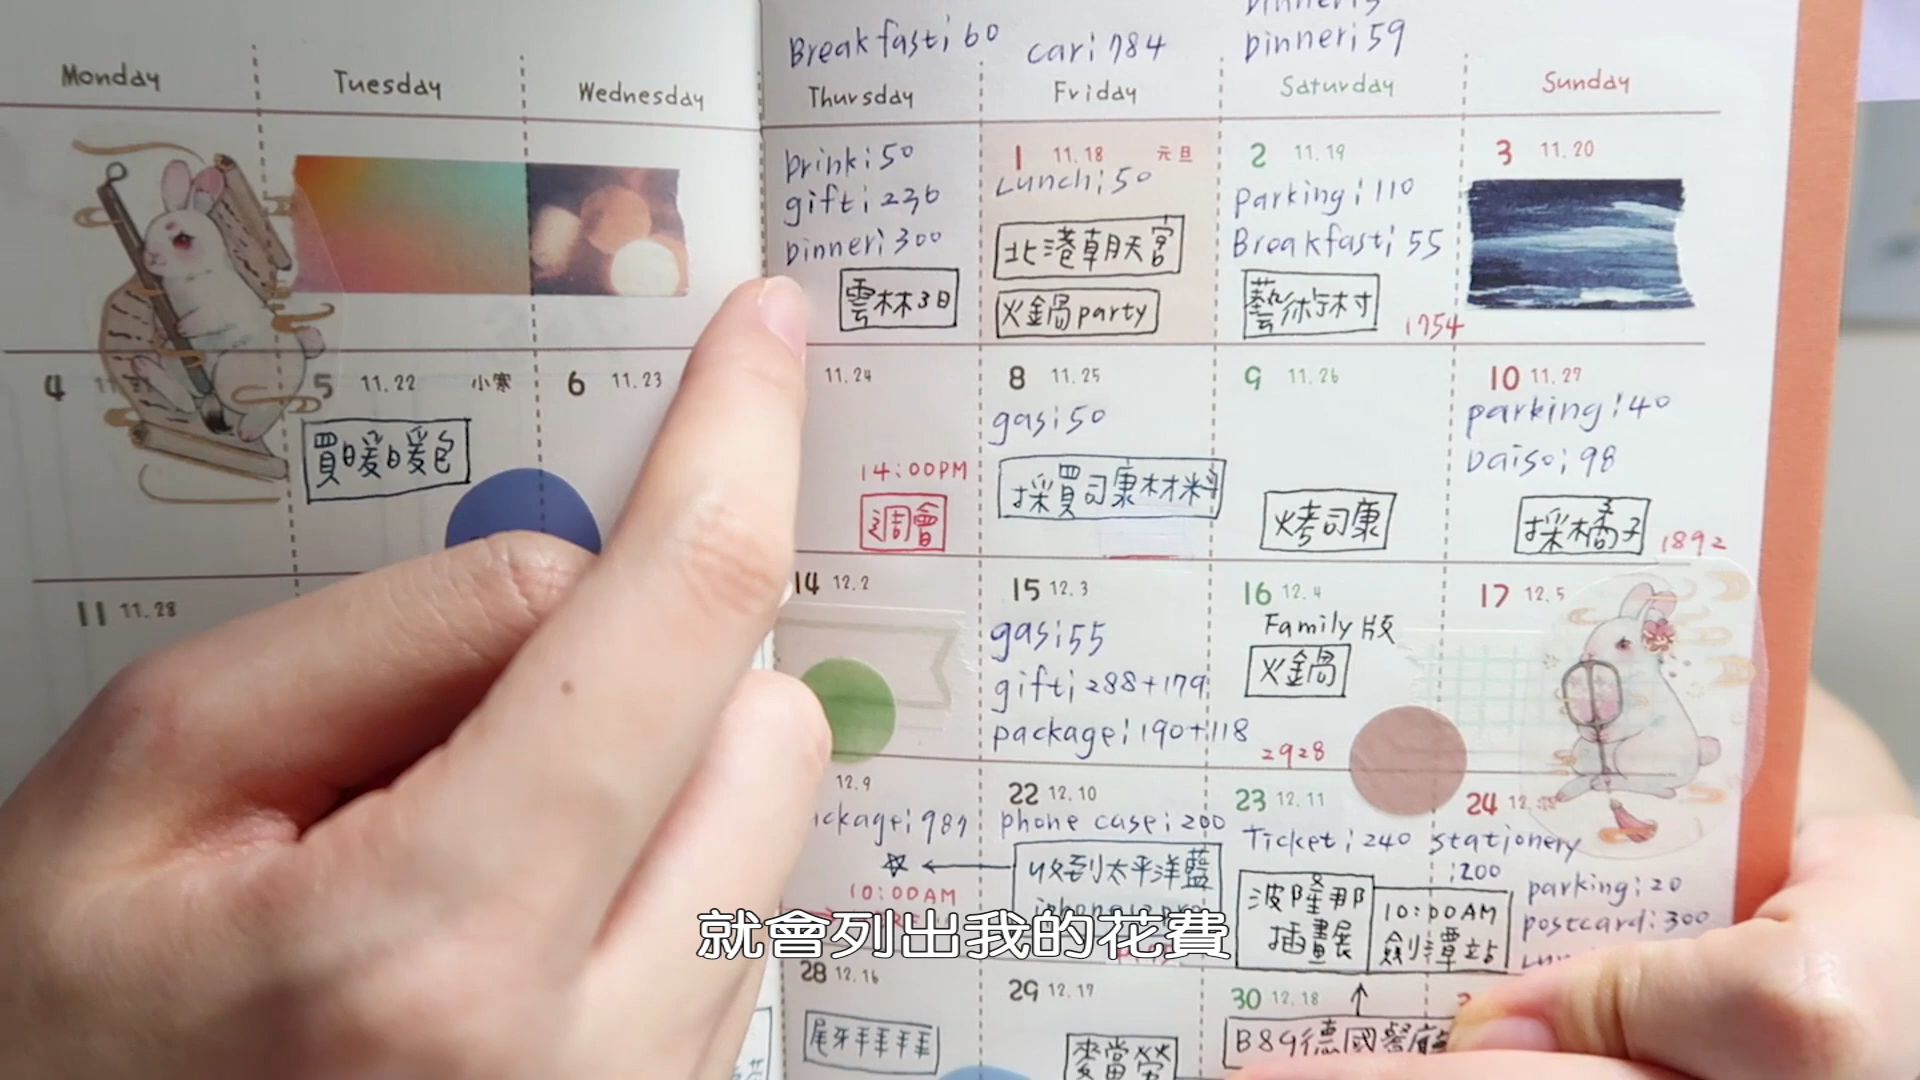 Dinner:59
Breakfast:60
car:784
Monday
Tuesday
Wednesday
Thursday
Friday
Saturday
Sunday
Drink:50
gift:236
Dinner:300
雲林3日
1 11.18 元旦
Lunch:50
北港朝天宮
火鍋party
2 11.19
parking:110
Breakfast:55
藝術村
1754
3 11.20
4
5 11.22 小寒
買暖暖包
6 11.23
11.24
14:00PM
週會
8 11.25
gas:50
採買司康材料
9 11.26
烤司康
10 11.27
parking:40
Daiso:98
採橘子
1892
11 11.28
14 12.2
15 12.3
gas:55
gift:288+179
package:190+118
16 12.4
Family版
火鍋
2928
17 12.5
12.9
ackage:987
10:00AM
22 12.10
phone case:200
收到太平洋藍
23 12.11
Ticket:240
波隆那
插畫展
24
stationery
:200
10:00AM
劍潭站
parking:20
postcard:300
就會列出我的花費
28 12.16
尾牙羊羊羊羊
29 12.17
麥當勞
30 12.18
B89德國餐廳